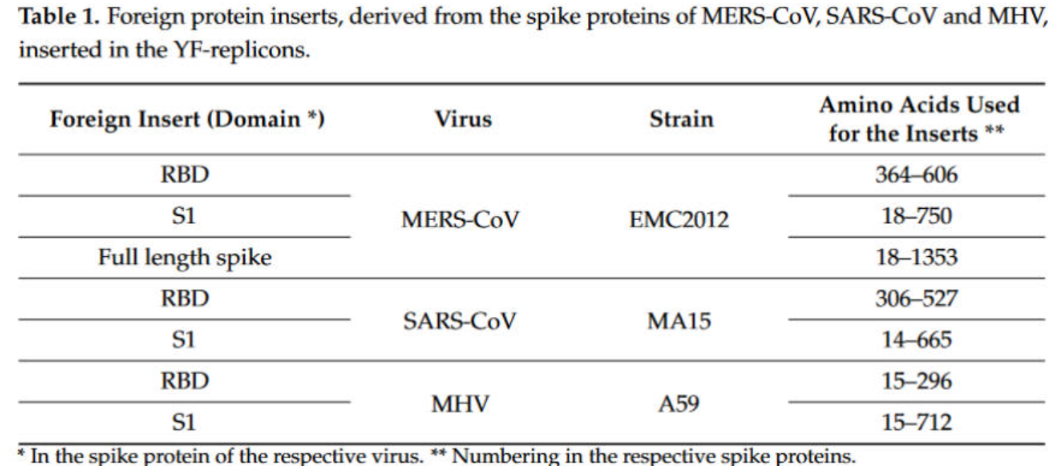 Table 1. Foreign protein inserts, derived from the spike proteins of MERS-CoV, SARS-CoV and MHV,
inserted in the YF-replicons.
Foreign Insert (Domain *) Virus Strain Amino Acids Used
for the Inserts **
RBD 364–606
S1 MERS-CoV EMC2012 18–750
Full length spike 18–1353
RBD 306–527
SARS-CoV MA15
S1 14–665
RBD 15–296
MHV A59
S1 15–712
* In the spike protein of the respective virus. ** Numbering in the respective spike proteins.